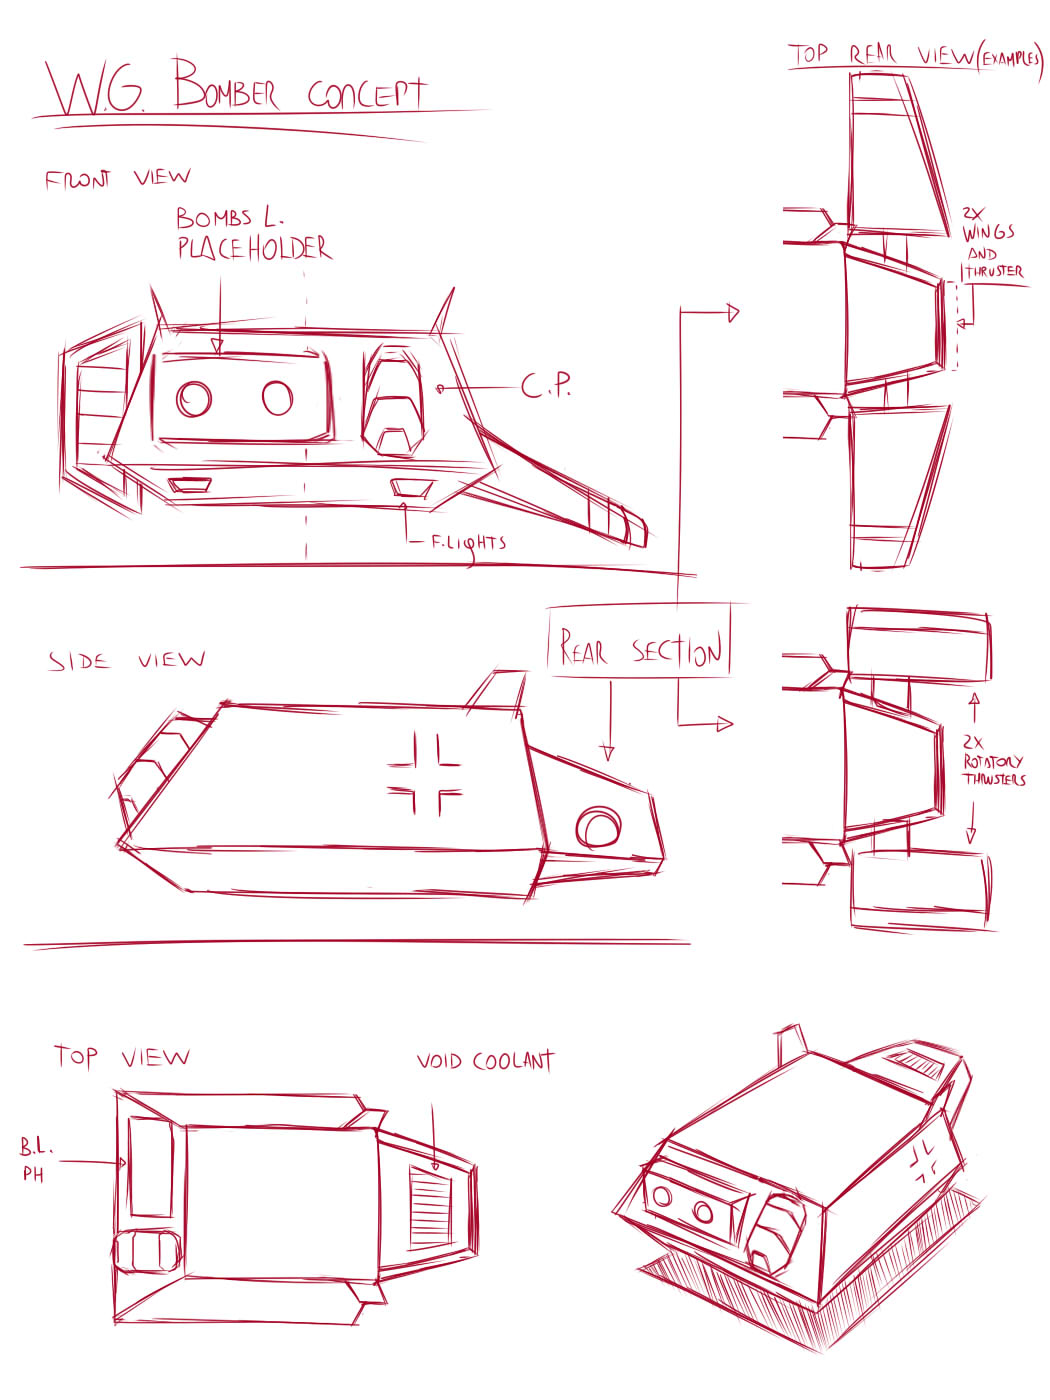 W.G. BOMBER CONCEPT
TOP REAR VIEW (EXAMPLES)
FRONT VIEW
BOMBS L.
PLACEHOLDER
2X
WINGS
AND
THRUSTER
C.P.
F.LIGHTS
REAR SECTION
SIDE VIEW
2X
ROTATORY
THRUSTERS
TOP VIEW
VOID COOLANT
B.L.
PH